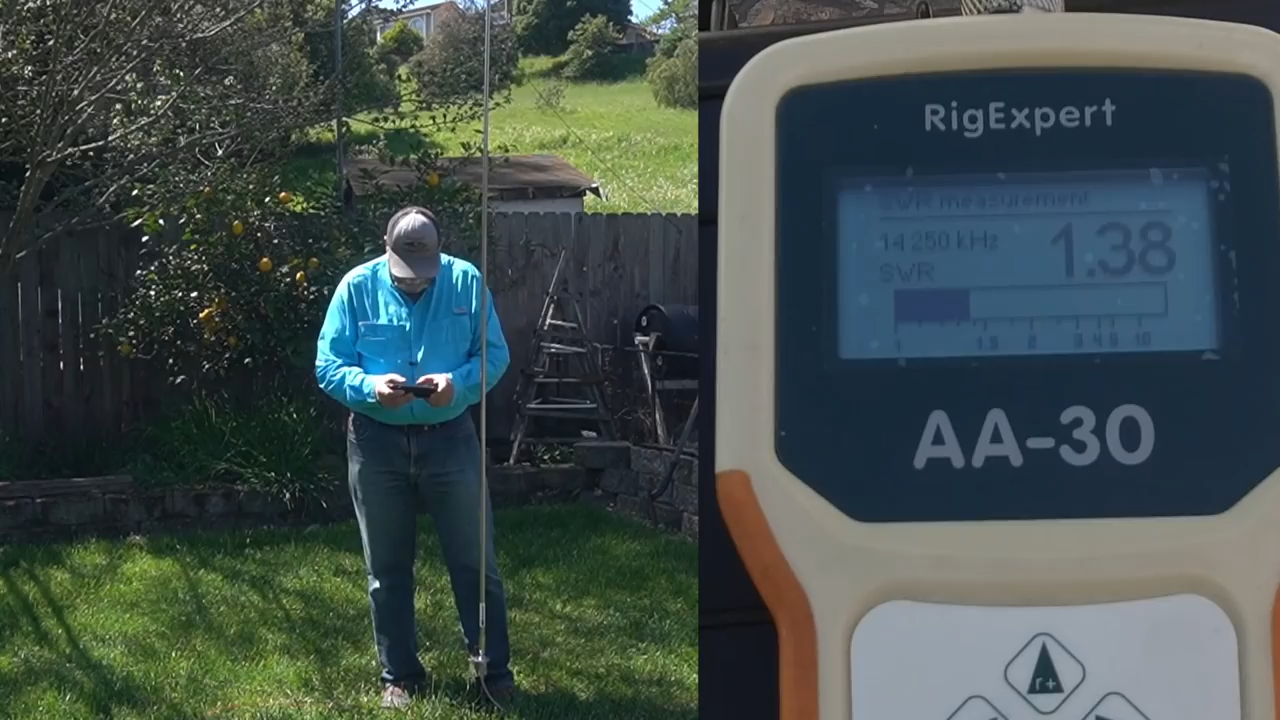 RigExpert
SWR measurement
14 250 kHz
1.38
SWR
1 1.5 2 3 4 5 10
AA-30
r+